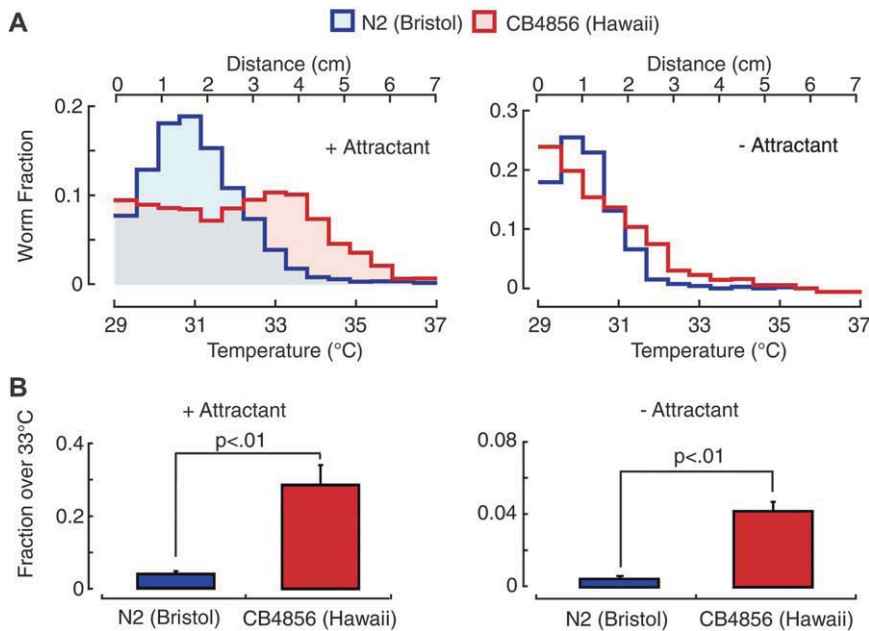 A
N2 (Bristol) CB4856 (Hawaii)
Distance (cm)
0 1 2 3 4 5 6 7
0.2
0.1
0
Worm Fraction
+ Attractant
29 31 33 35 37
Temperature (°C)
Distance (cm)
0 1 2 3 4 5 6 7
0.3
0.2
0.1
0
- Attractant
29 31 33 35 37
Temperature (°C)
B
+ Attractant
Fraction over 33°C
0.4
0.2
0
p<.01
N2 (Bristol) CB4856 (Hawaii)
- Attractant
0.08
0.04
0
p<.01
N2 (Bristol) CB4856 (Hawaii)